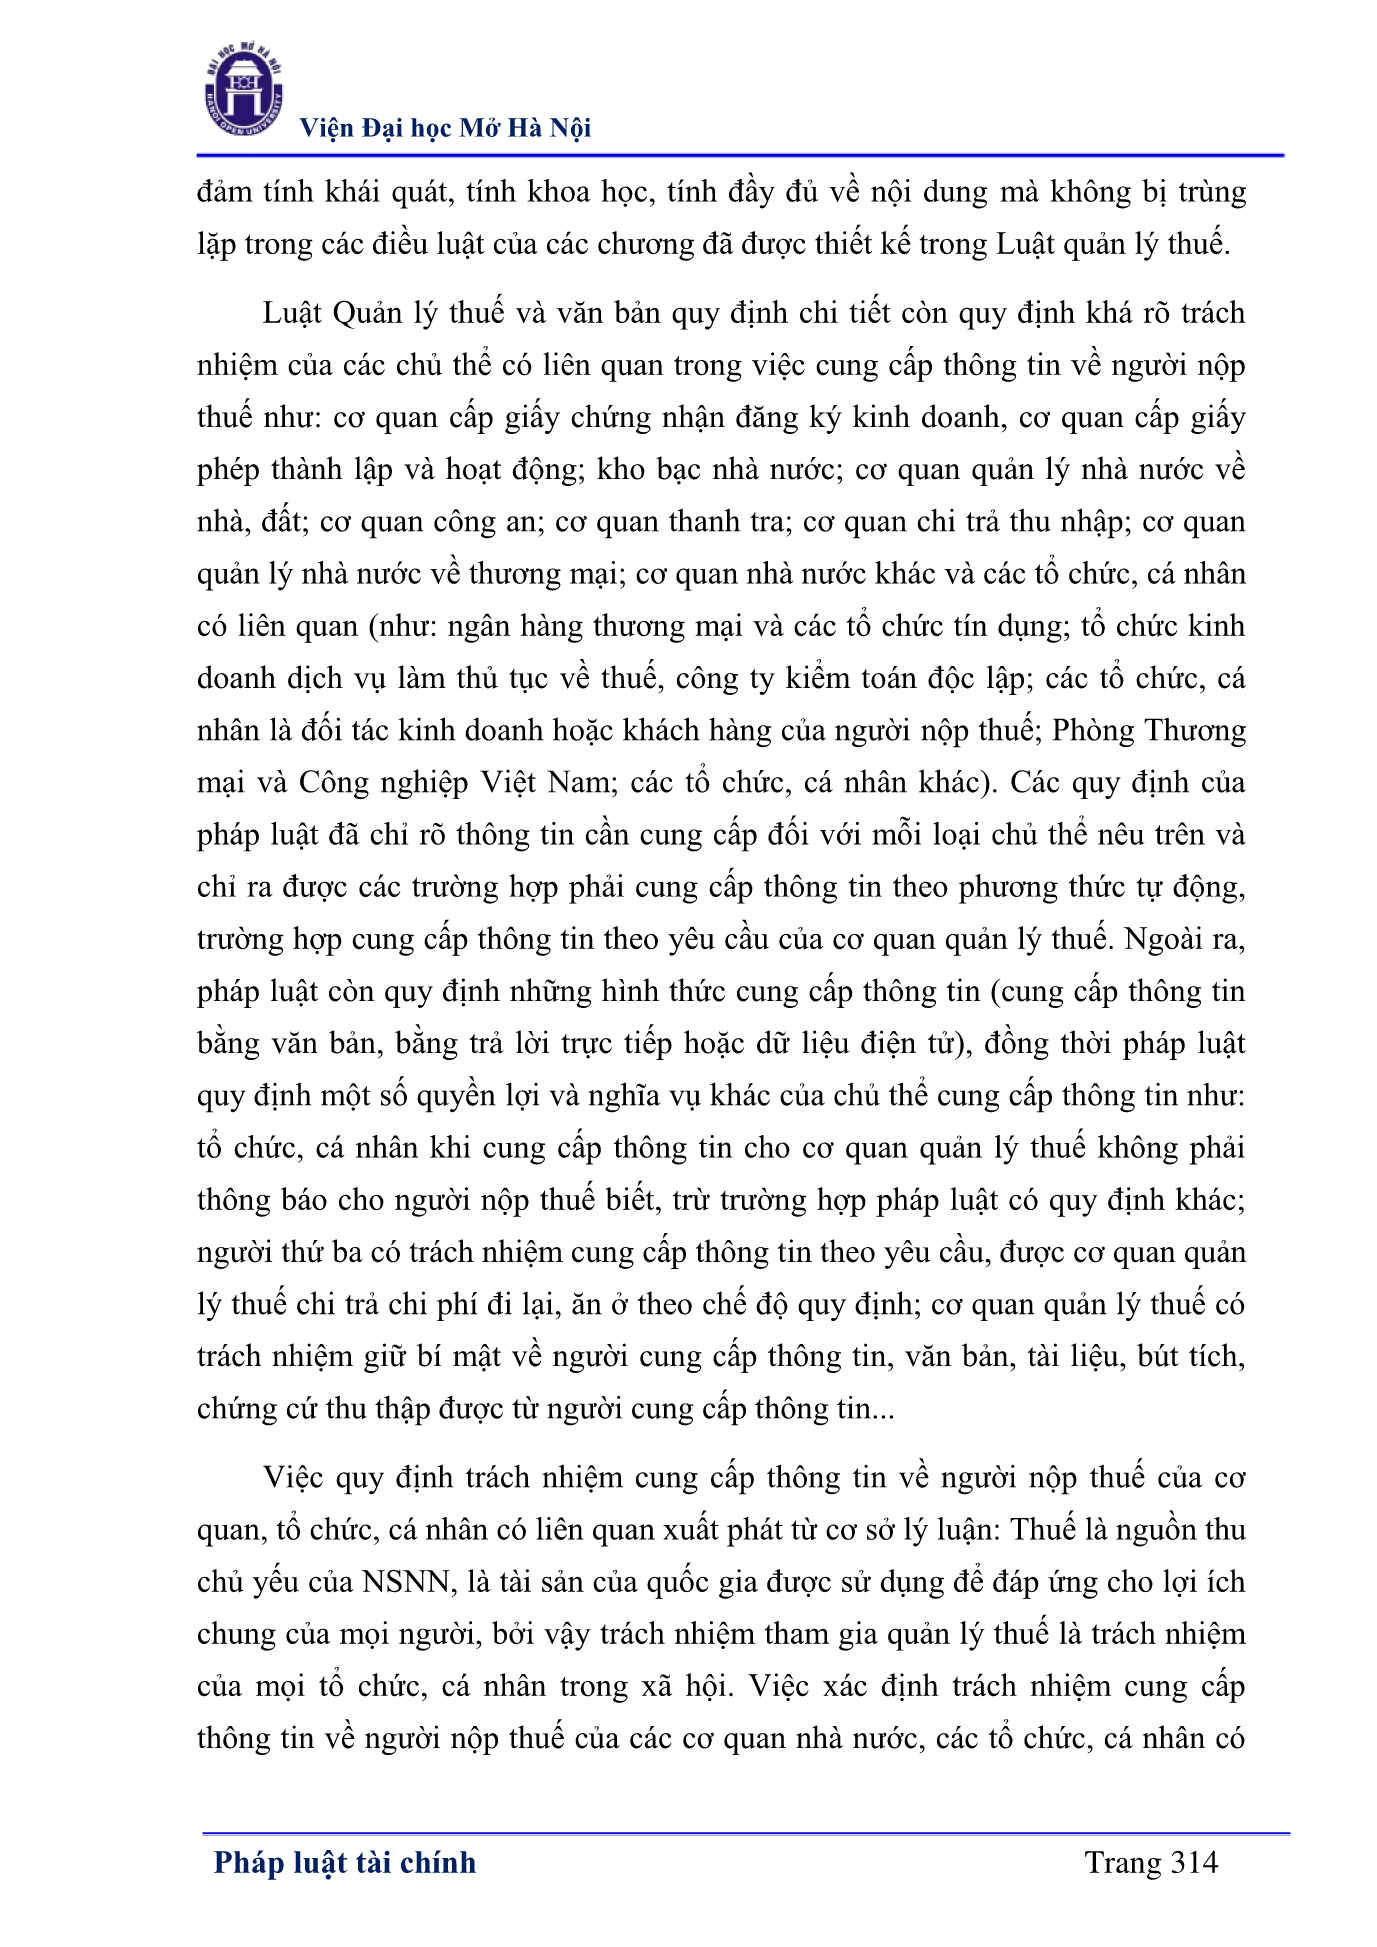 ĐẠI HỌC MỞ HÀ NỘI
HANOI OPEN UNIVERSITY
Viện Đại học Mở Hà Nội
đảm tính khái quát, tính khoa học, tính đầy đủ về nội dung mà không bị trùng
lặp trong các điều luật của các chương đã được thiết kế trong Luật quản lý thuế.
Luật Quản lý thuế và văn bản quy định chi tiết còn quy định khá rõ trách
nhiệm của các chủ thể có liên quan trong việc cung cấp thông tin về người nộp
thuế như: cơ quan cấp giấy chứng nhận đăng ký kinh doanh, cơ quan cấp giấy
phép thành lập và hoạt động; kho bạc nhà nước; cơ quan quản lý nhà nước về
nhà, đất; cơ quan công an; cơ quan thanh tra; cơ quan chi trả thu nhập; cơ quan
quản lý nhà nước về thương mại; cơ quan nhà nước khác và các tổ chức, cá nhân
có liên quan (như: ngân hàng thương mại và các tổ chức tín dụng; tổ chức kinh
doanh dịch vụ làm thủ tục về thuế, công ty kiểm toán độc lập; các tổ chức, cá
nhân là đối tác kinh doanh hoặc khách hàng của người nộp thuế; Phòng Thương
mại và Công nghiệp Việt Nam; các tổ chức, cá nhân khác). Các quy định của
pháp luật đã chỉ rõ thông tin cần cung cấp đối với mỗi loại chủ thể nêu trên và
chỉ ra được các trường hợp phải cung cấp thông tin theo phương thức tự động,
trường hợp cung cấp thông tin theo yêu cầu của cơ quan quản lý thuế. Ngoài ra,
pháp luật còn quy định những hình thức cung cấp thông tin (cung cấp thông tin
bằng văn bản, bằng trả lời trực tiếp hoặc dữ liệu điện tử), đồng thời pháp luật
quy định một số quyền lợi và nghĩa vụ khác của chủ thể cung cấp thông tin như:
tổ chức, cá nhân khi cung cấp thông tin cho cơ quan quản lý thuế không phải
thông báo cho người nộp thuế biết, trừ trường hợp pháp luật có quy định khác;
người thứ ba có trách nhiệm cung cấp thông tin theo yêu cầu, được cơ quan quản
lý thuế chi trả chi phí đi lại, ăn ở theo chế độ quy định; cơ quan quản lý thuế có
trách nhiệm giữ bí mật về người cung cấp thông tin, văn bản, tài liệu, bút tích,
chứng cứ thu thập được từ người cung cấp thông tin...
Việc quy định trách nhiệm cung cấp thông tin về người nộp thuế của cơ
quan, tổ chức, cá nhân có liên quan xuất phát từ cơ sở lý luận: Thuế là nguồn thu
chủ yếu của NSNN, là tài sản của quốc gia được sử dụng để đáp ứng cho lợi ích
chung của mọi người, bởi vậy trách nhiệm tham gia quản lý thuế là trách nhiệm
của mọi tổ chức, cá nhân trong xã hội. Việc xác định trách nhiệm cung cấp
thông tin về người nộp thuế của các cơ quan nhà nước, các tổ chức, cá nhân có
Pháp luật tài chính
Trang 314